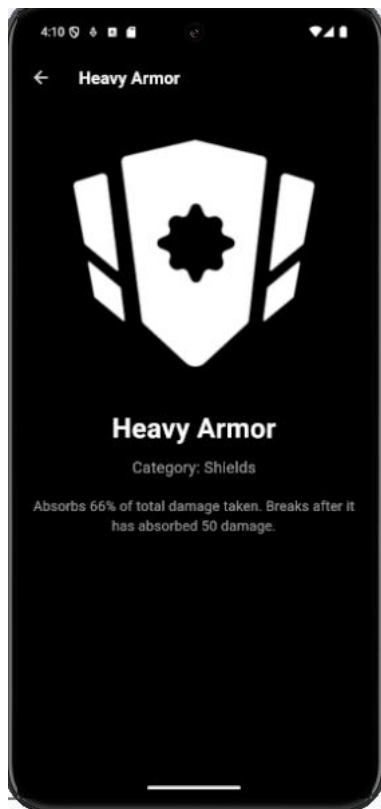 4:10
Heavy Armor
Heavy Armor
Category: Shields
Absorbs 66% of total damage taken. Breaks after it
has absorbed 50 damage.